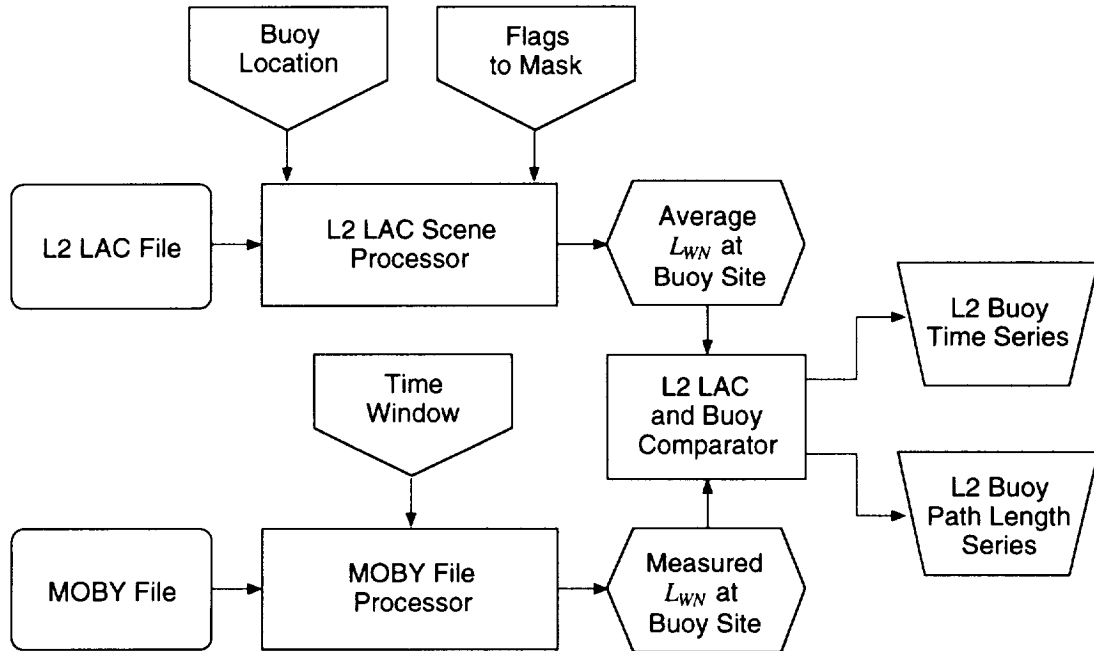 Buoy
Location
Flags
to Mask
L2 LAC File
L2 LAC Scene
Processor
Average
LWN at
Buoy Site
L2 Buoy
Time Series
Time
Window
L2 LAC
and Buoy
Comparator
L2 Buoy
Path Length
Series
MOBY File
MOBY File
Processor
Measured
LWN at
Buoy Site